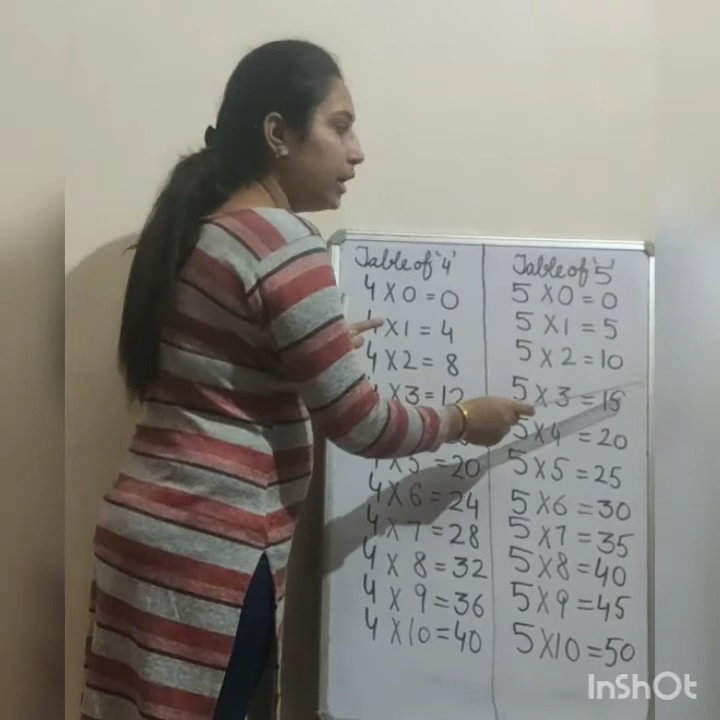 Table of '4'
4 X 0 = 0
4 X 1 = 4
4 X 2 = 8
4 X 3 = 12
4 X 5 = 20
4 X 6 = 24
4 X 7 = 28
4 X 8 = 32
4 X 9 = 36
4 X 10 = 40
Table of '5'
5 X 0 = 0
5 X 1 = 5
5 X 2 = 10
5 X 3 = 15
5 X 4 = 20
5 X 5 = 25
5 X 6 = 30
5 X 7 = 35
5 X 8 = 40
5 X 9 = 45
5 X 10 = 50
InShOt